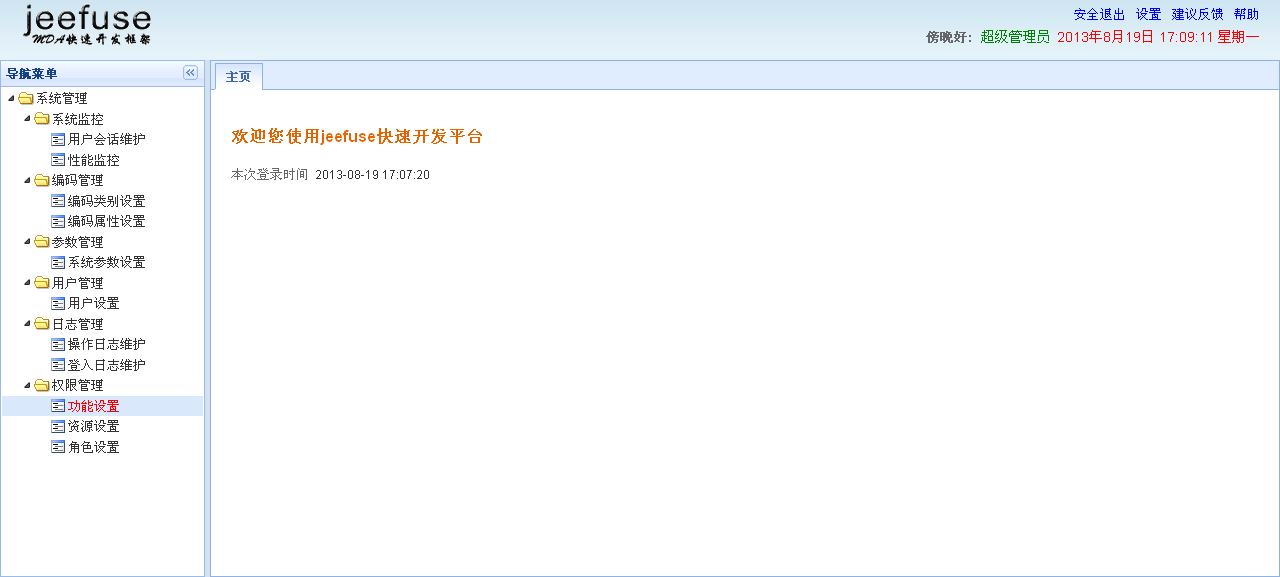 jeefuse
MDA快速开发框架
安全退出 设置 建议反馈 帮助
傍晚好: 超级管理员 2013年8月19日 17:09:11 星期一
导航菜单
系统管理
系统监控
用户会话维护
性能监控
编码管理
编码类别设置
编码属性设置
参数管理
系统参数设置
用户管理
用户设置
日志管理
操作日志维护
登入日志维护
权限管理
功能设置
资源设置
角色设置
主页
欢迎您使用jeefuse快速开发平台
本次登录时间 2013-08-19 17:07:20